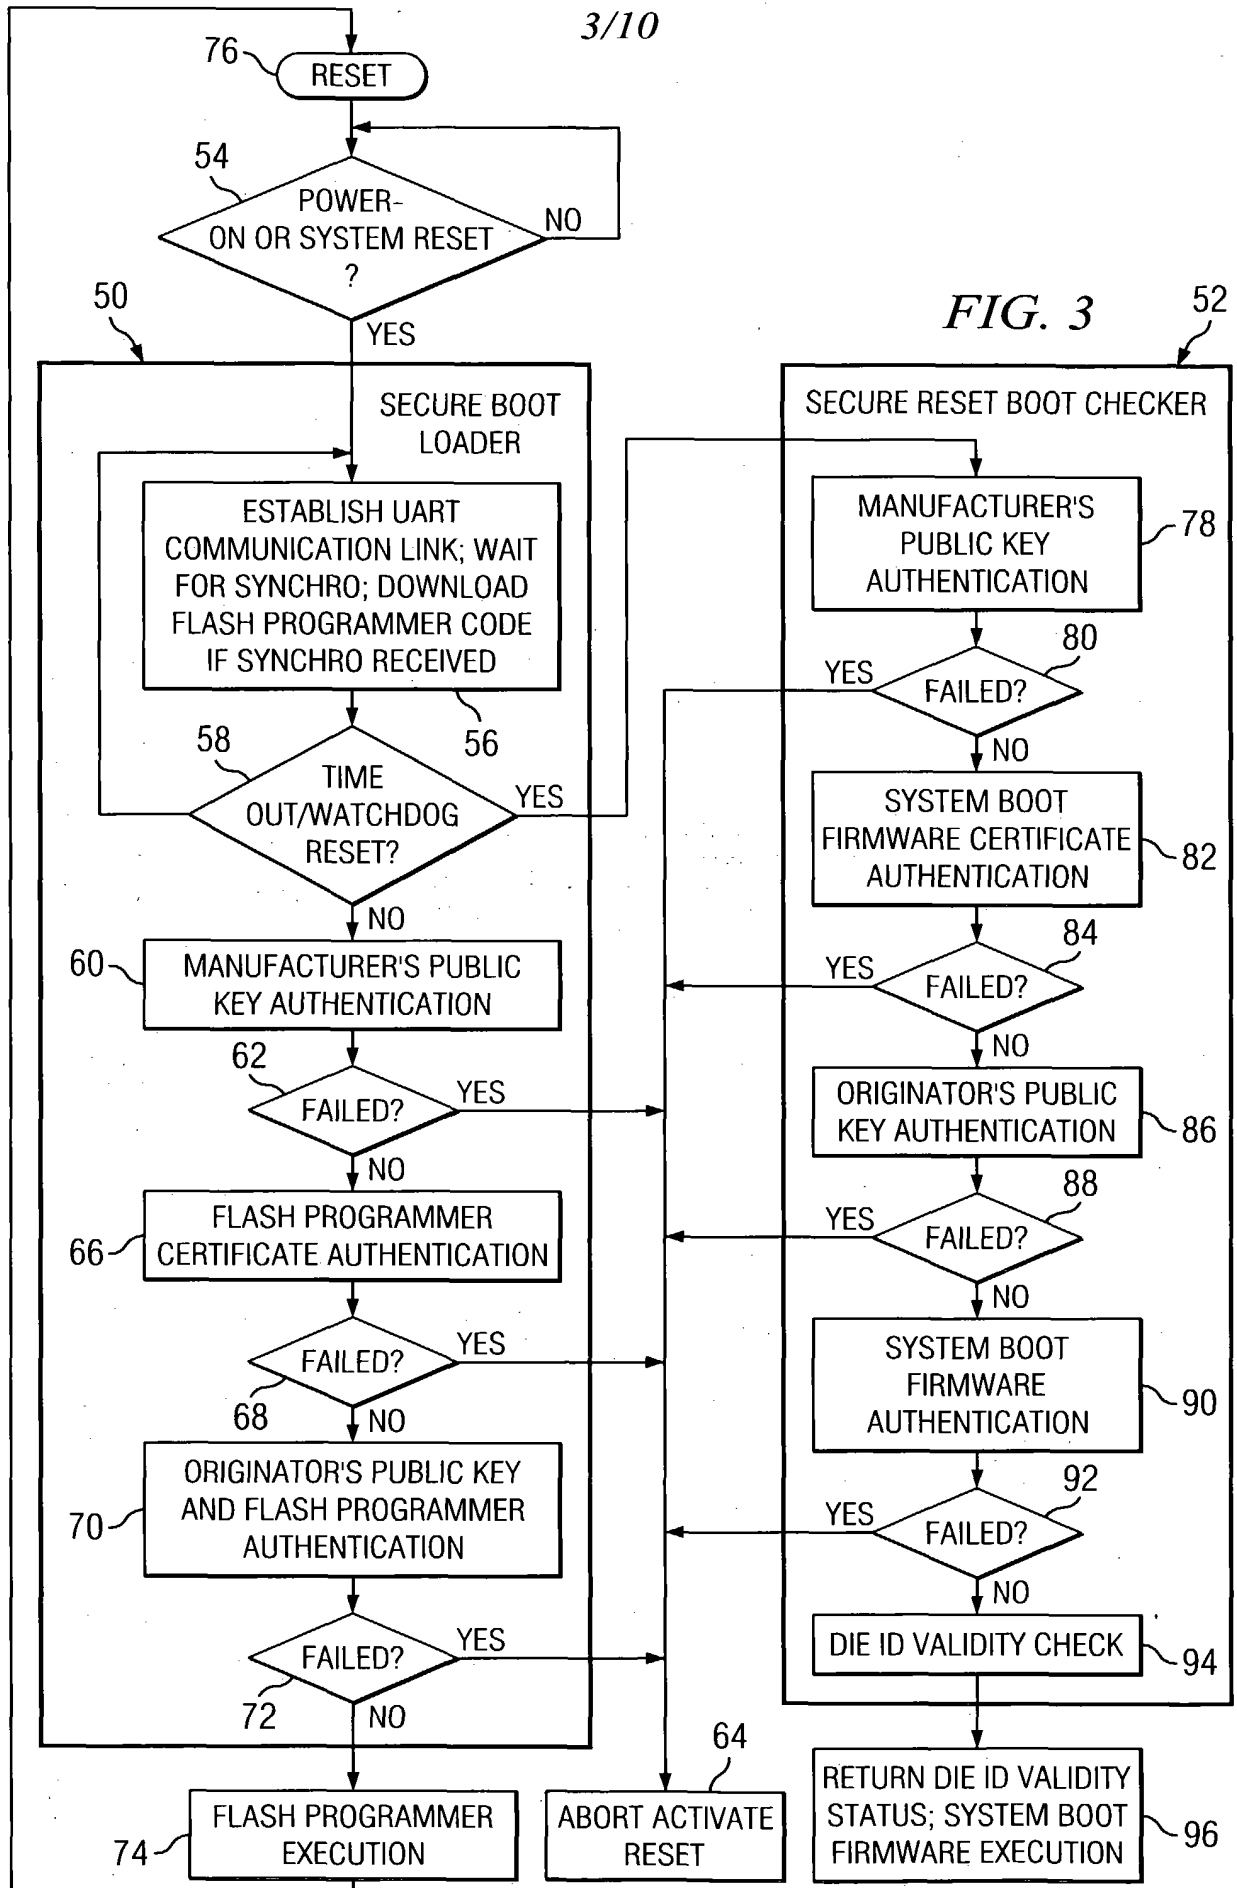 3/10
76
RESET
54
POWER-
ON OR SYSTEM RESET
?
NO
YES
50
FIG. 3
52
SECURE BOOT
LOADER
ESTABLISH UART
COMMUNICATION LINK; WAIT
FOR SYNCHRO; DOWNLOAD
FLASH PROGRAMMER CODE
IF SYNCHRO RECEIVED
56
58
TIME
OUT/WATCHDOG
RESET?
YES
NO
60
MANUFACTURER'S PUBLIC
KEY AUTHENTICATION
62
FAILED?
YES
NO
66
FLASH PROGRAMMER
CERTIFICATE AUTHENTICATION
FAILED?
YES
68
NO
70
ORIGINATOR'S PUBLIC KEY
AND FLASH PROGRAMMER
AUTHENTICATION
FAILED?
YES
72
NO
74
FLASH PROGRAMMER
EXECUTION
64
ABORT ACTIVATE
RESET
SECURE RESET BOOT CHECKER
MANUFACTURER'S
PUBLIC KEY
AUTHENTICATION
78
80
YES
FAILED?
NO
SYSTEM BOOT
FIRMWARE CERTIFICATE
AUTHENTICATION
82
84
YES
FAILED?
NO
ORIGINATOR'S PUBLIC
KEY AUTHENTICATION
86
88
YES
FAILED?
NO
SYSTEM BOOT
FIRMWARE
AUTHENTICATION
90
92
YES
FAILED?
NO
DIE ID VALIDITY CHECK
94
RETURN DIE ID VALIDITY
STATUS; SYSTEM BOOT
FIRMWARE EXECUTION
96